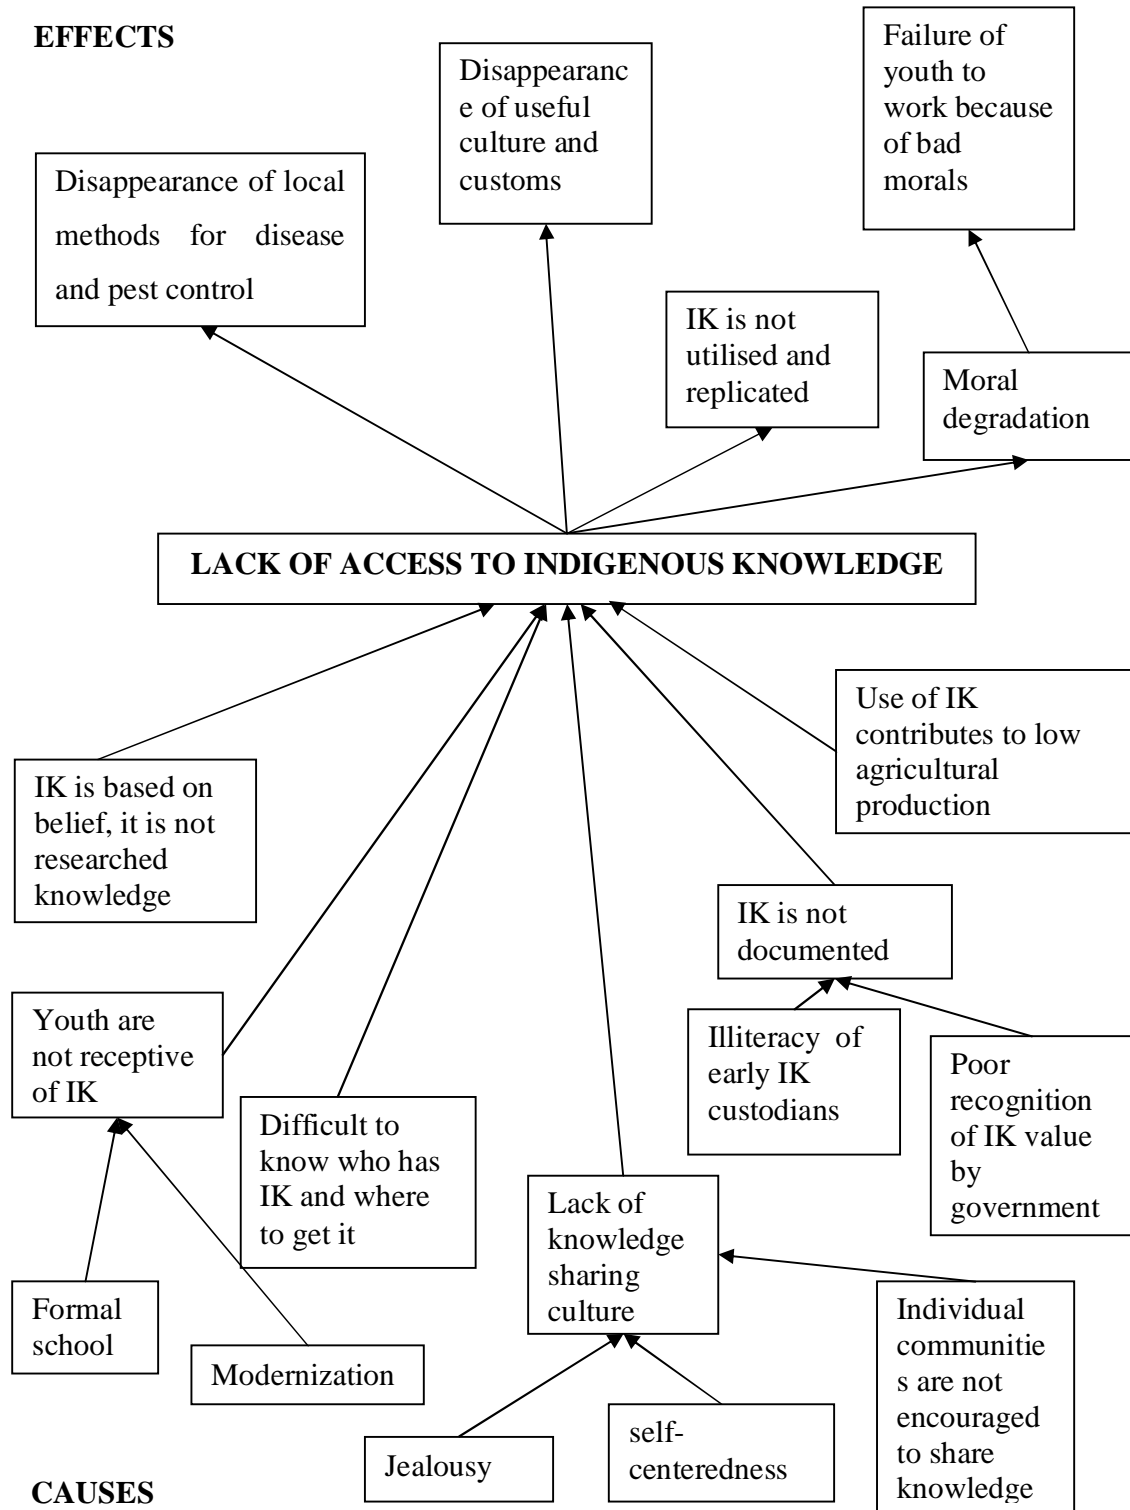 EFFECTS
Failure of
youth to
work because
of bad
morals
Disappearanc
e of useful
culture and
customs
Disappearance of local
methods for disease
and pest control
IK is not
utilised and
replicated
Moral
degradation
LACK OF ACCESS TO INDIGENOUS KNOWLEDGE
Use of IK
contributes to low
agricultural
production
IK is based on
belief, it is not
researched
knowledge
IK is not
documented
Youth are
not receptive
of IK
Illiteracy of
early IK
custodians
Poor
recognition
of IK value
by
government
Difficult to
know who has
IK and where
to get it
Lack of
knowledge
sharing
culture
Formal
school
Modernization
Individual
communitie
s are not
encouraged
to share
knowledge
Jealousy
self-
centeredness
CAUSES